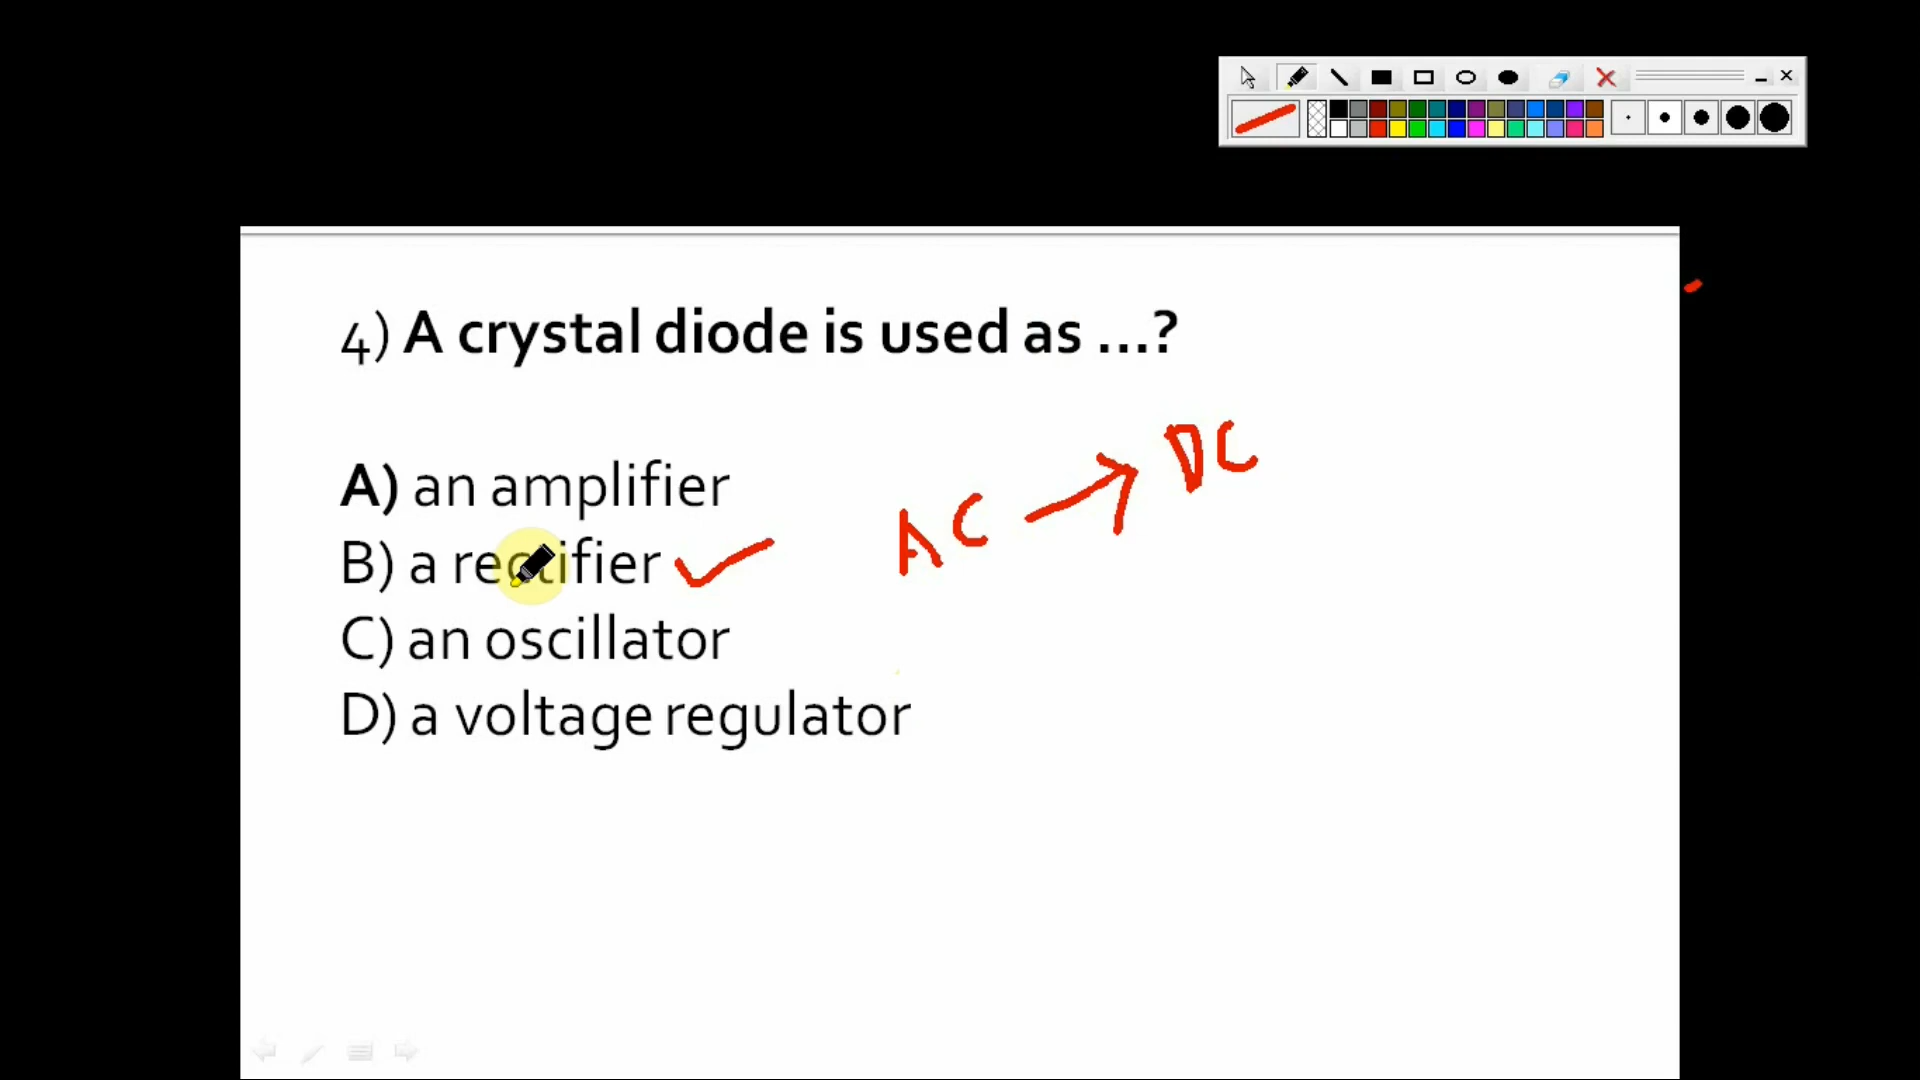 4) A crystal diode is used as ...?
A) an amplifier
B) a rectifier
C) an oscillator
D) a voltage regulator
AC → DC